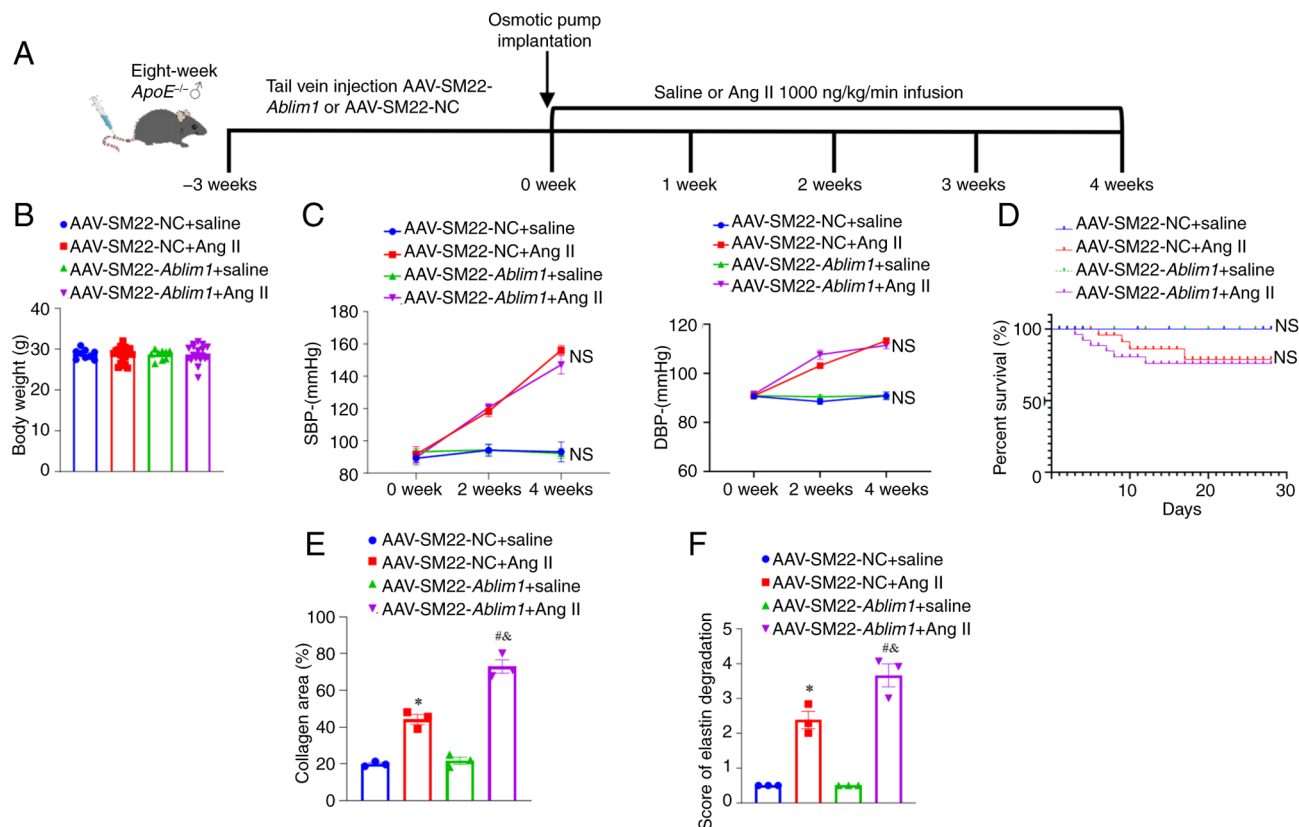 A
Osmotic pump
implantation
Eight-week
ApoE⁻/⁻♂
Tail vein injection AAV-SM22-
Ablim1 or AAV-SM22-NC
Saline or Ang II 1000 ng/kg/min infusion
−3 weeks
0 week
1 week
2 weeks
3 weeks
4 weeks
B
AAV-SM22-NC+saline
AAV-SM22-NC+Ang II
AAV-SM22-Ablim1+saline
AAV-SM22-Ablim1+Ang II
Body weight (g)
40
30
20
10
0
C
AAV-SM22-NC+saline
AAV-SM22-NC+Ang II
AAV-SM22-Ablim1+saline
AAV-SM22-Ablim1+Ang II
SBP-(mmHg)
180
160
140
120
100
80
NS
NS
0 week
2 weeks
4 weeks
AAV-SM22-NC+saline
AAV-SM22-NC+Ang II
AAV-SM22-Ablim1+saline
AAV-SM22-Ablim1+Ang II
DBP-(mmHg)
120
100
80
60
NS
NS
0 week
2 weeks
4 weeks
D
AAV-SM22-NC+saline
AAV-SM22-NC+Ang II
AAV-SM22-Ablim1+saline
AAV-SM22-Ablim1+Ang II
Percent survival (%)
100
50
0
NS
NS
10
20
30
Days
E
AAV-SM22-NC+saline
AAV-SM22-NC+Ang II
AAV-SM22-Ablim1+saline
AAV-SM22-Ablim1+Ang II
Collagen area (%)
100
80
60
40
20
0
*
#&
F
AAV-SM22-NC+saline
AAV-SM22-NC+Ang II
AAV-SM22-Ablim1+saline
AAV-SM22-Ablim1+Ang II
Score of elastin degradation
5
4
3
2
1
0
*
#&